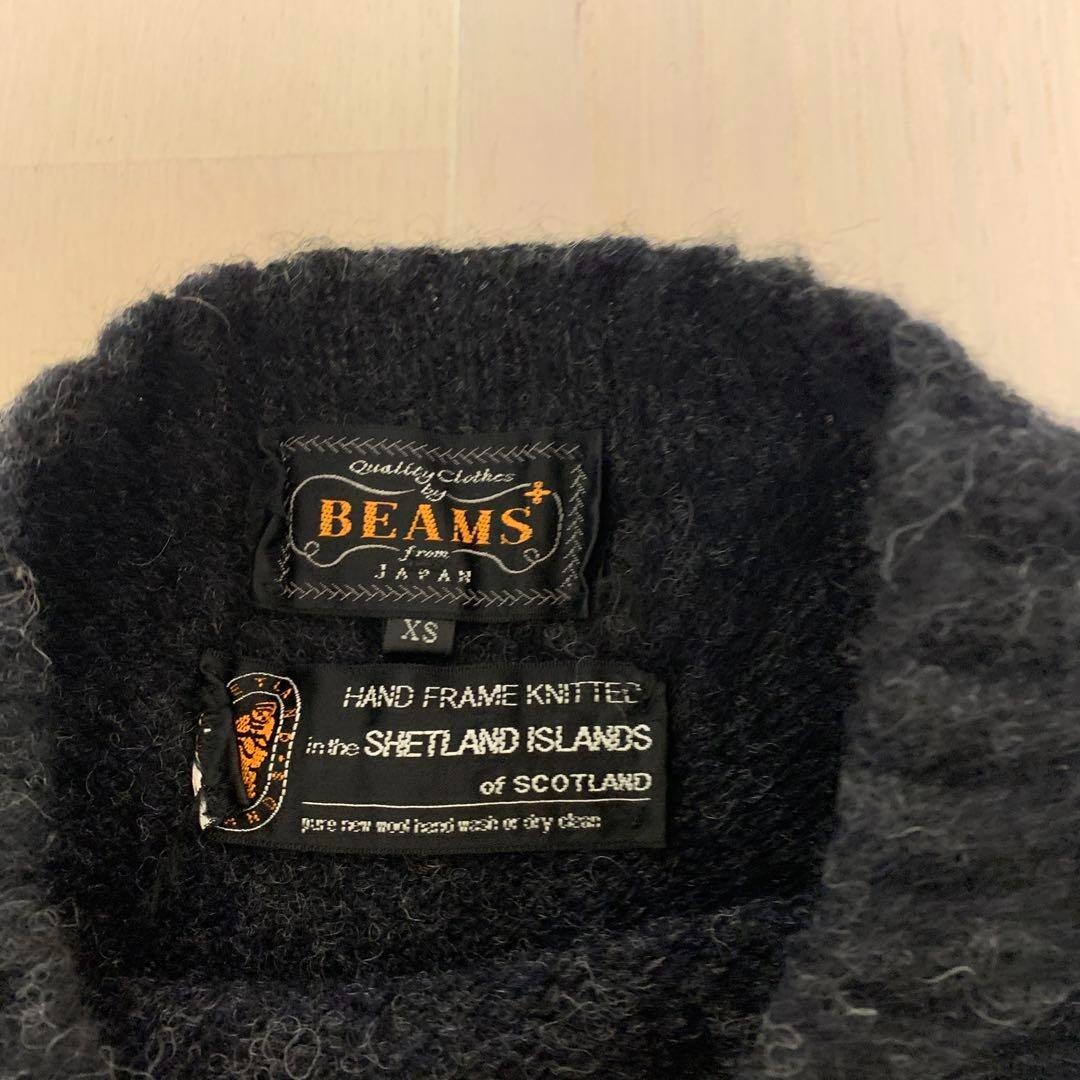 Quality Clothes
by
BEAMS+
from
JAPAN
XS
HAND FRAME KNITTED
in the SHETLAND ISLANDS
of SCOTLAND
pure new wool hand wash or dry clean